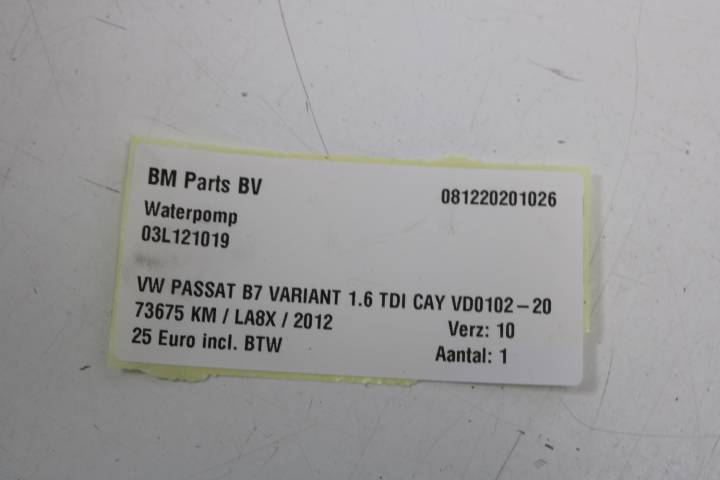 BM Parts BV 081220201026
Waterpomp
03L121019
VW PASSAT B7 VARIANT 1.6 TDI CAY VD0102-20
73675 KM / LA8X / 2012 Verz: 10
25 Euro incl. BTW Aantal: 1